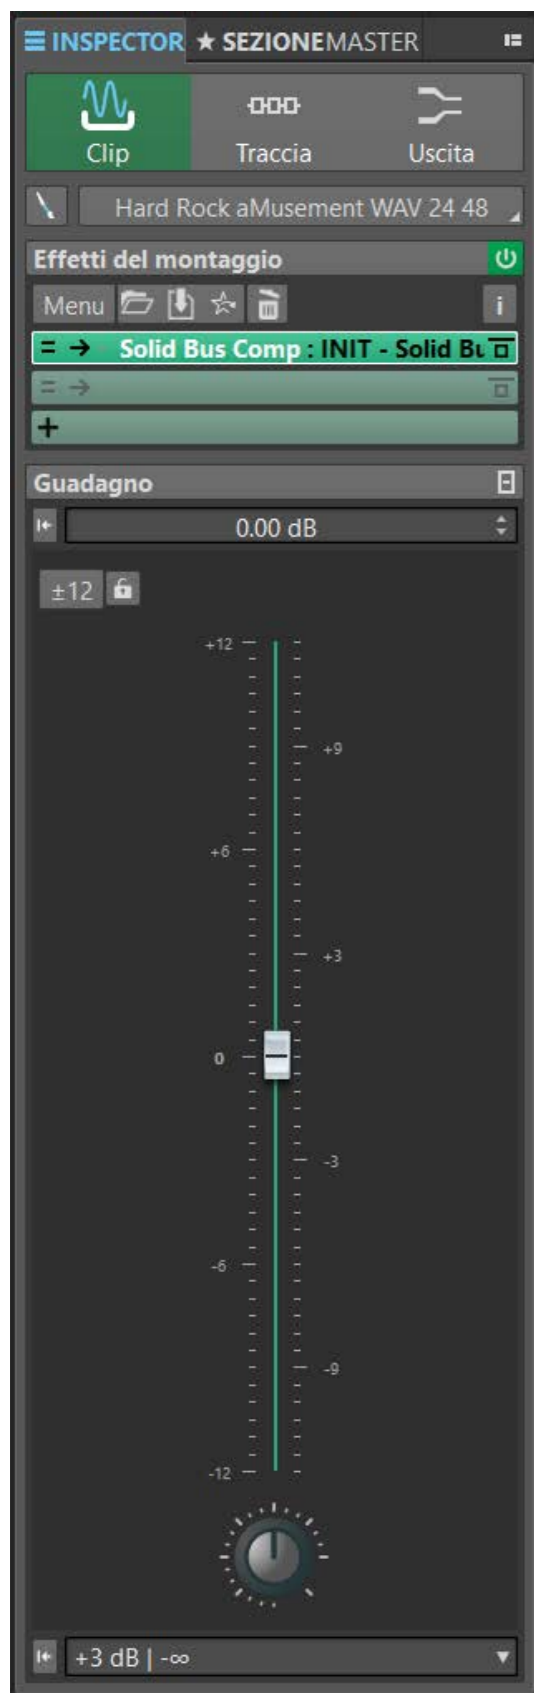 INSPECTOR ★ SEZIONEMASTER
Clip Traccia Uscita
Hard Rock aMusement WAV 24 48
Effetti del montaggio
Menu i
= → Solid Bus Comp : INIT - Solid Bu
= →
+
Guadagno
0.00 dB
±12
+12
+9
+6
+3
0
-3
-6
-9
-12
+3 dB | -∞